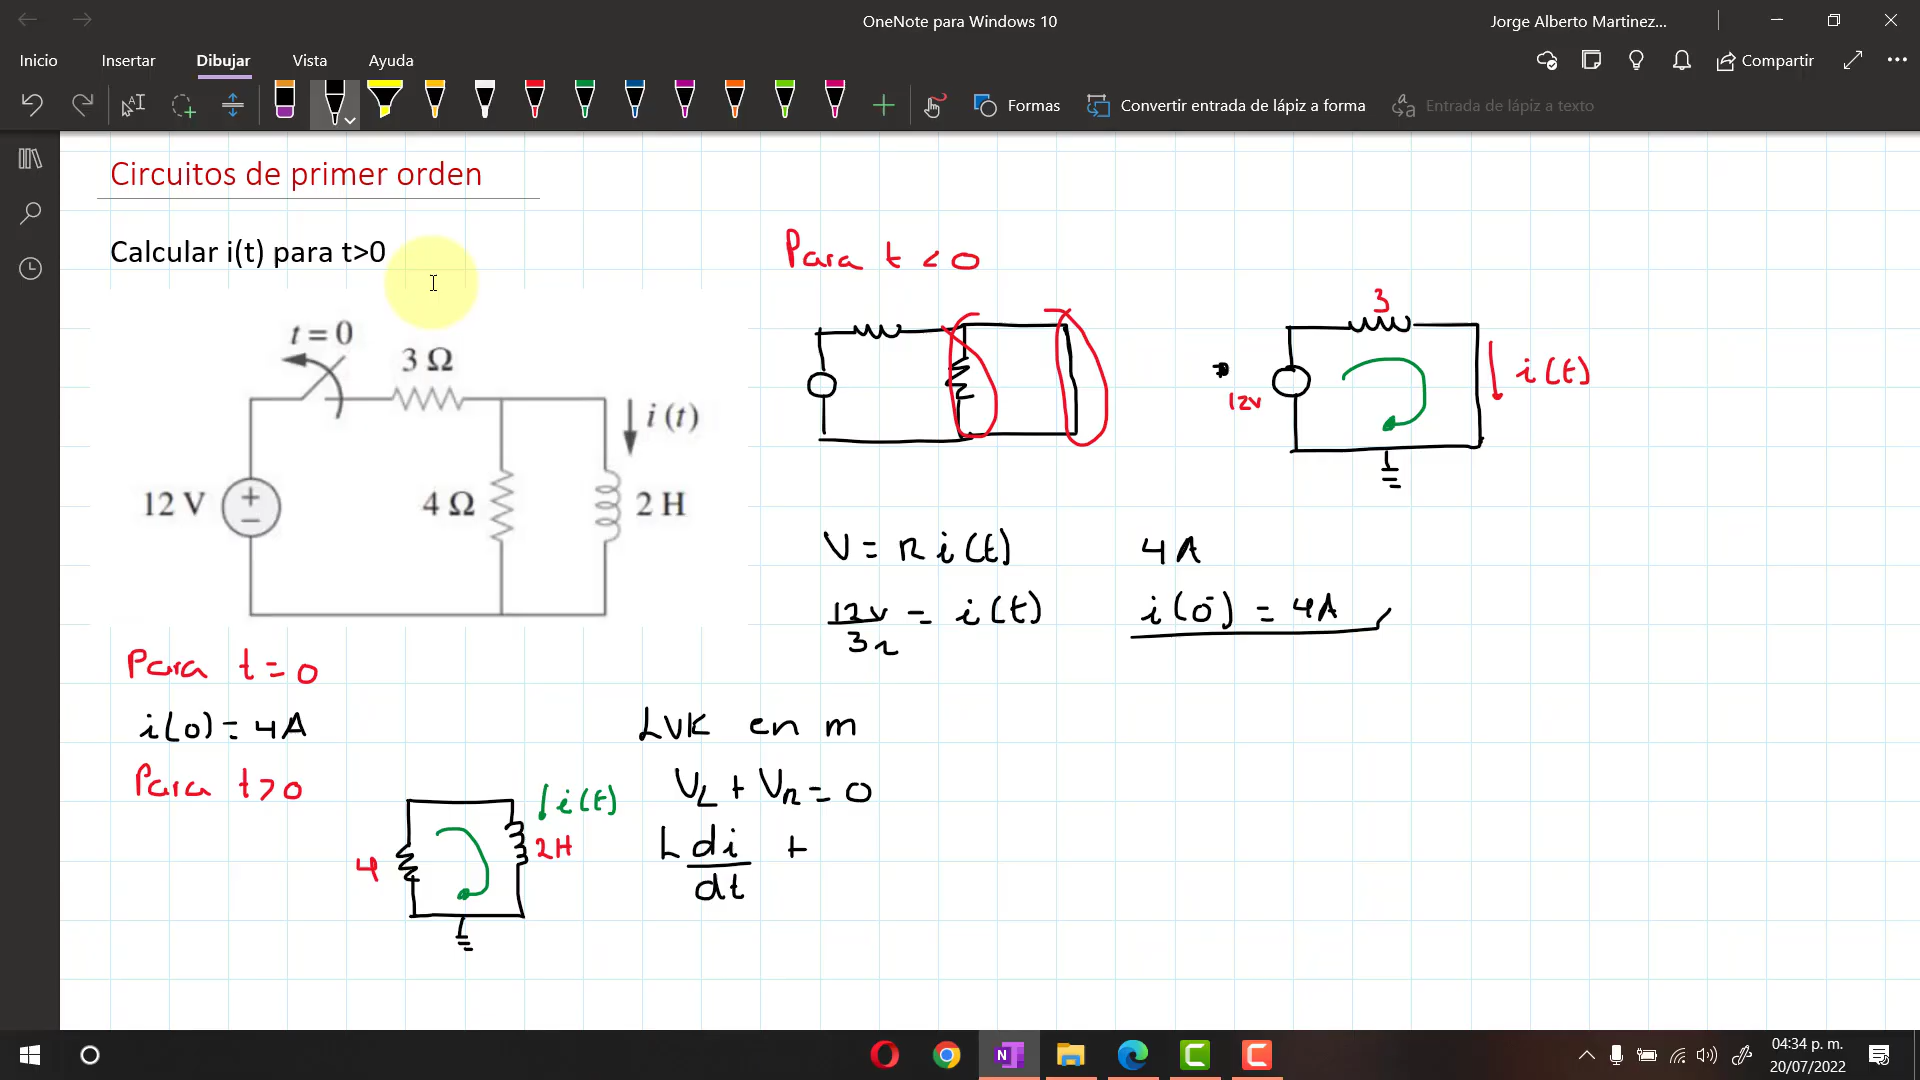 OneNote para Windows 10
Jorge Alberto Martinez...
Inicio
Insertar
Dibujar
Vista
Ayuda
Compartir
Formas
Convertir entrada de lápiz a forma
Entrada de lápiz a texto
Circuitos de primer orden
Calcular i(t) para t>0
t = 0
3 Ω
i (t)
12 V
4 Ω
2 H
Para t < 0
3
12v
i(t)
V = R i(t)
4A
12v/3Ω = i(t)
i(0⁻) = 4A
Para t = 0
i(0) = 4A
Para t > 0
4
i(t)
2H
LVK en m
V_L + V_R = 0
L di/dt +
04:34 p. m.
20/07/2022